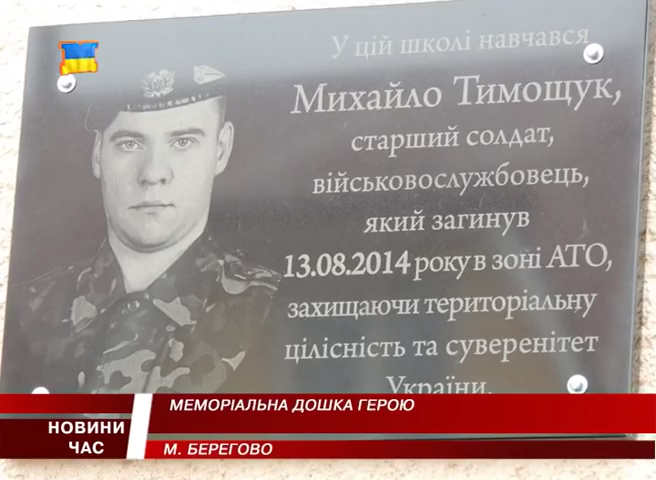 У цій школі навчався
Михайло Тимощук,
старший солдат,
військовослужбовець,
який загинув
13.08.2014 року в зоні АТО,
захищаючи територіальну
цілісність та суверенітет
України.
МЕМОРІАЛЬНА ДОШКА ГЕРОЮ
НОВИНИ
ЧАС
М. БЕРЕГОВО